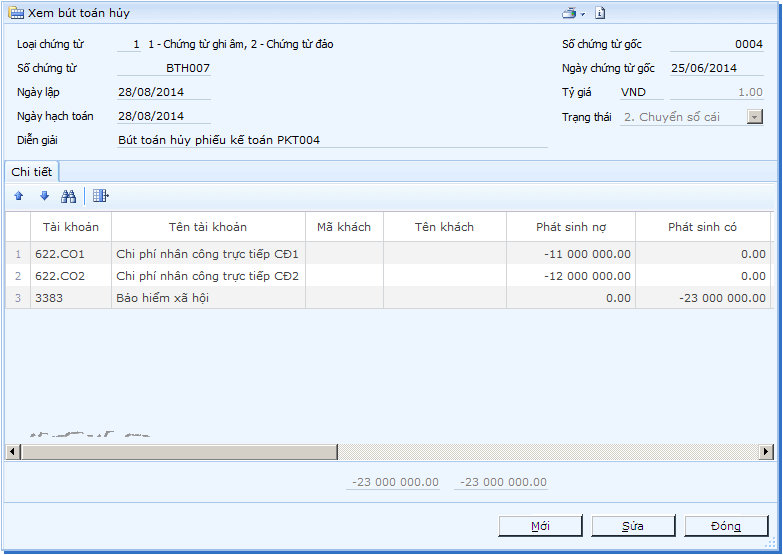 Xem bút toán hủy
Loại chứng từ 1 1 - Chứng từ ghi âm, 2 - Chứng từ đảo Số chứng từ gốc 0004
Số chứng từ BTH007 Ngày chứng từ gốc 25/06/2014
Ngày lập 28/08/2014 Tỷ giá VND 1.00
Ngày hạch toán 28/08/2014 Trạng thái 2. Chuyển sổ cái
Diễn giải Bút toán hủy phiếu kế toán PKT004
Chi tiết
Tài khoản Tên tài khoản Mã khách Tên khách Phát sinh nợ Phát sinh có
1 622.CO1 Chi phí nhân công trực tiếp CĐ1 -11 000 000.00 0.00
2 622.CO2 Chi phí nhân công trực tiếp CĐ2 -12 000 000.00 0.00
3 3383 Bảo hiểm xã hội 0.00 -23 000 000.00
-23 000 000.00 -23 000 000.00
Mới Sửa Đóng